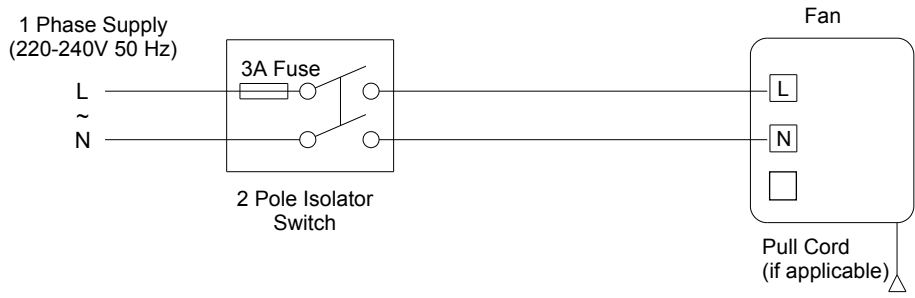 1 Phase Supply
(220-240V 50 Hz)
L
~
N
3A Fuse
2 Pole Isolator
Switch
Fan
L
N
Pull Cord
(if applicable)